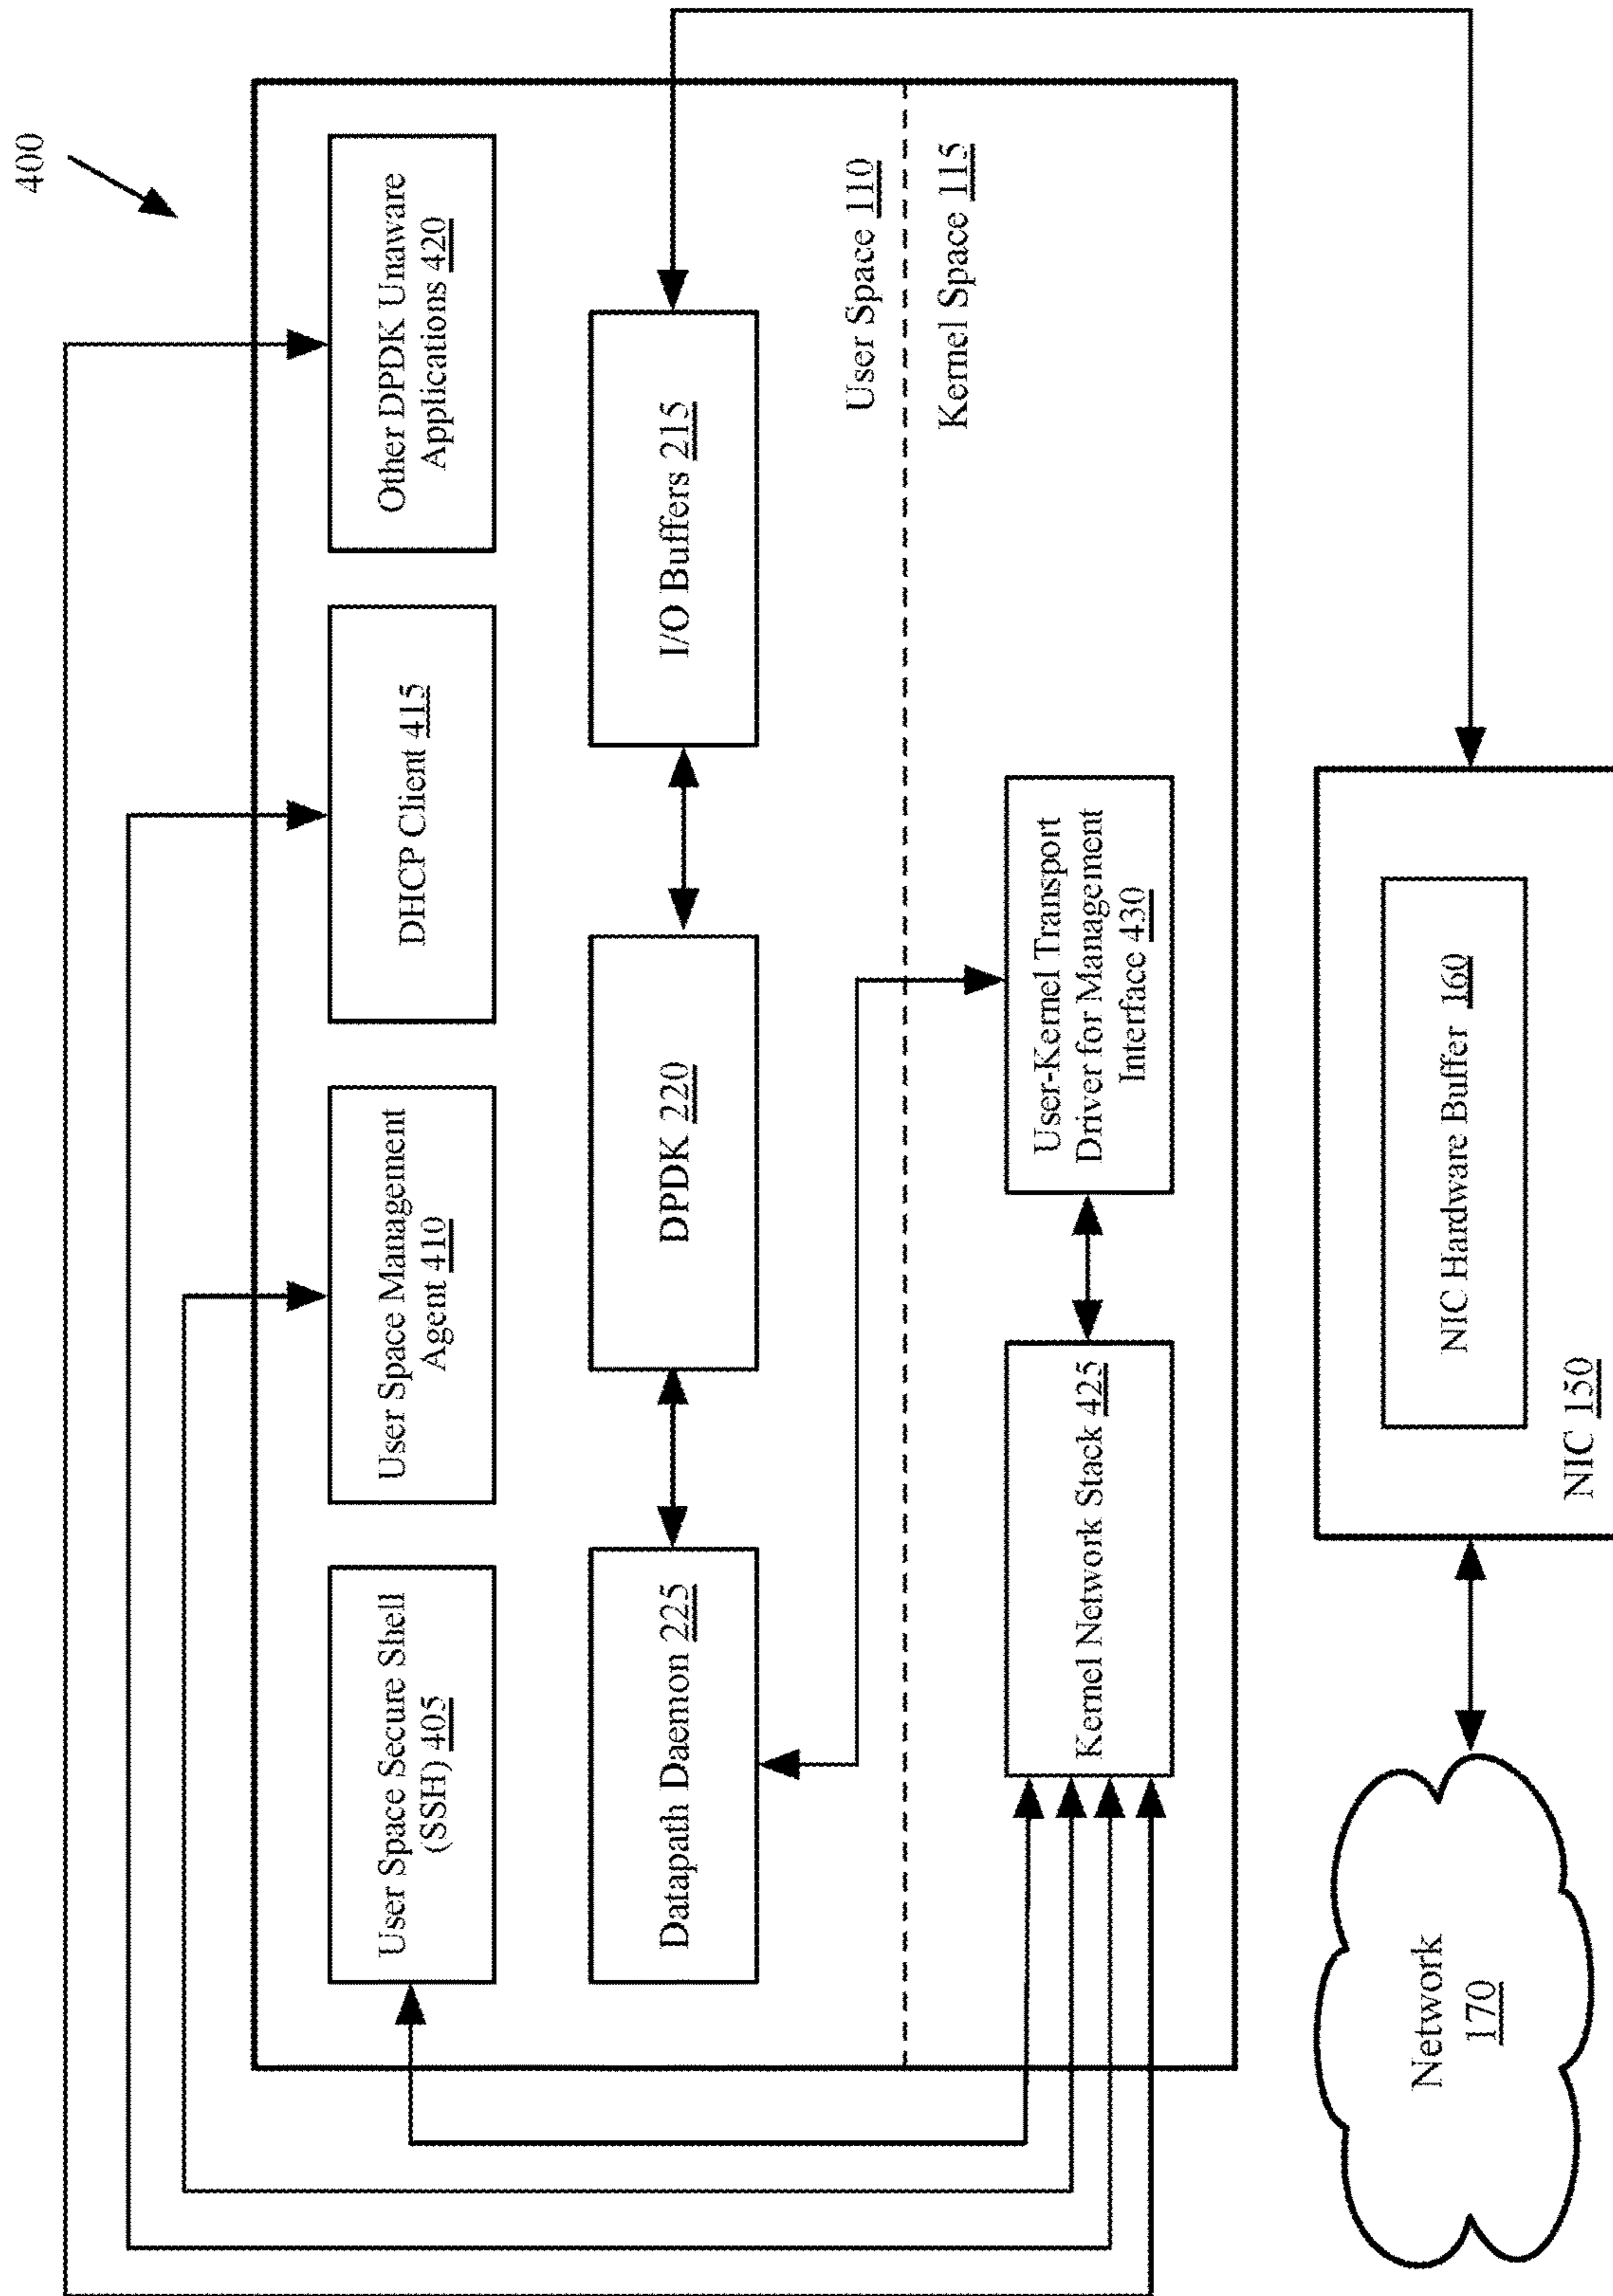 400
User Space Secure Shell
(SSH) 405
User Space Management
Agent 410
DHCP Client 415
Other DPDK Unaware
Applications 420
Datapath Daemon 225
DPDK 220
I/O Buffers 215
User Space 110
Kernel Space 115
Kernel Network Stack 425
User-Kernel Transport
Driver for Management
Interface 430
Network
170
NIC Hardware Buffer 160
NIC 150